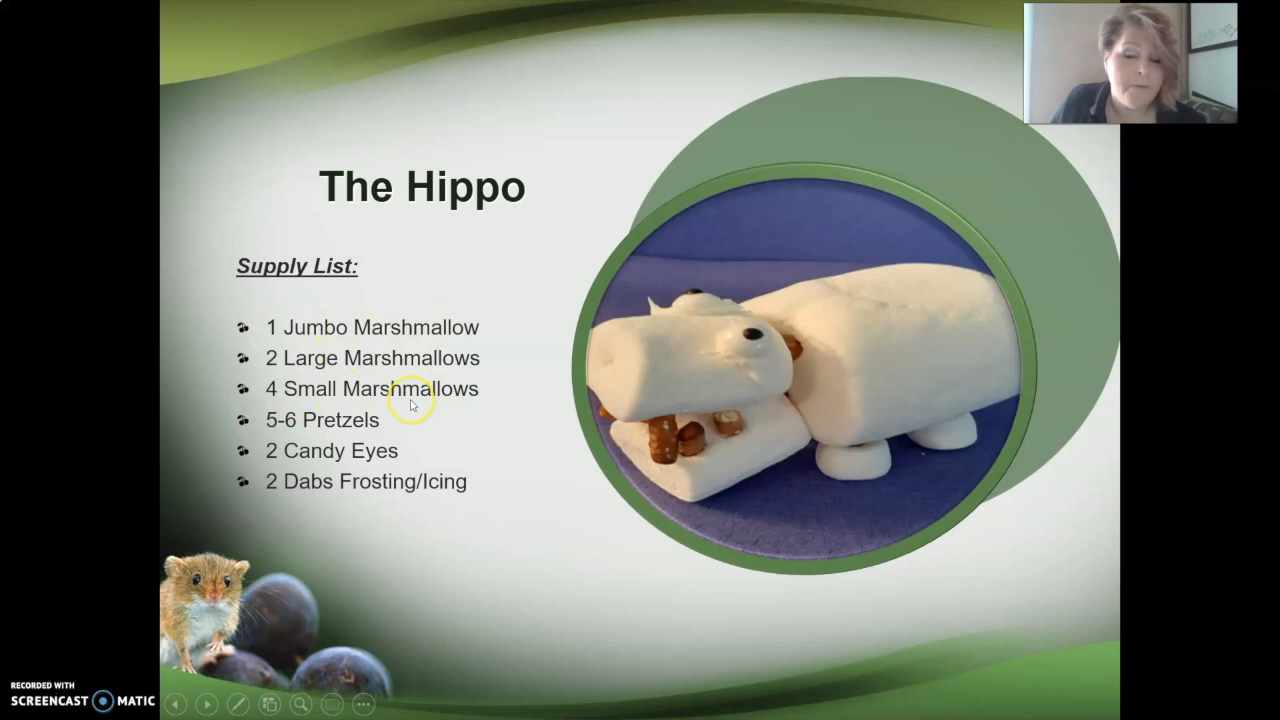 The Hippo
Supply List:
1 Jumbo Marshmallow
2 Large Marshmallows
4 Small Marshmallows
5-6 Pretzels
2 Candy Eyes
2 Dabs Frosting/Icing
RECORDED WITH
SCREENCAST MATIC